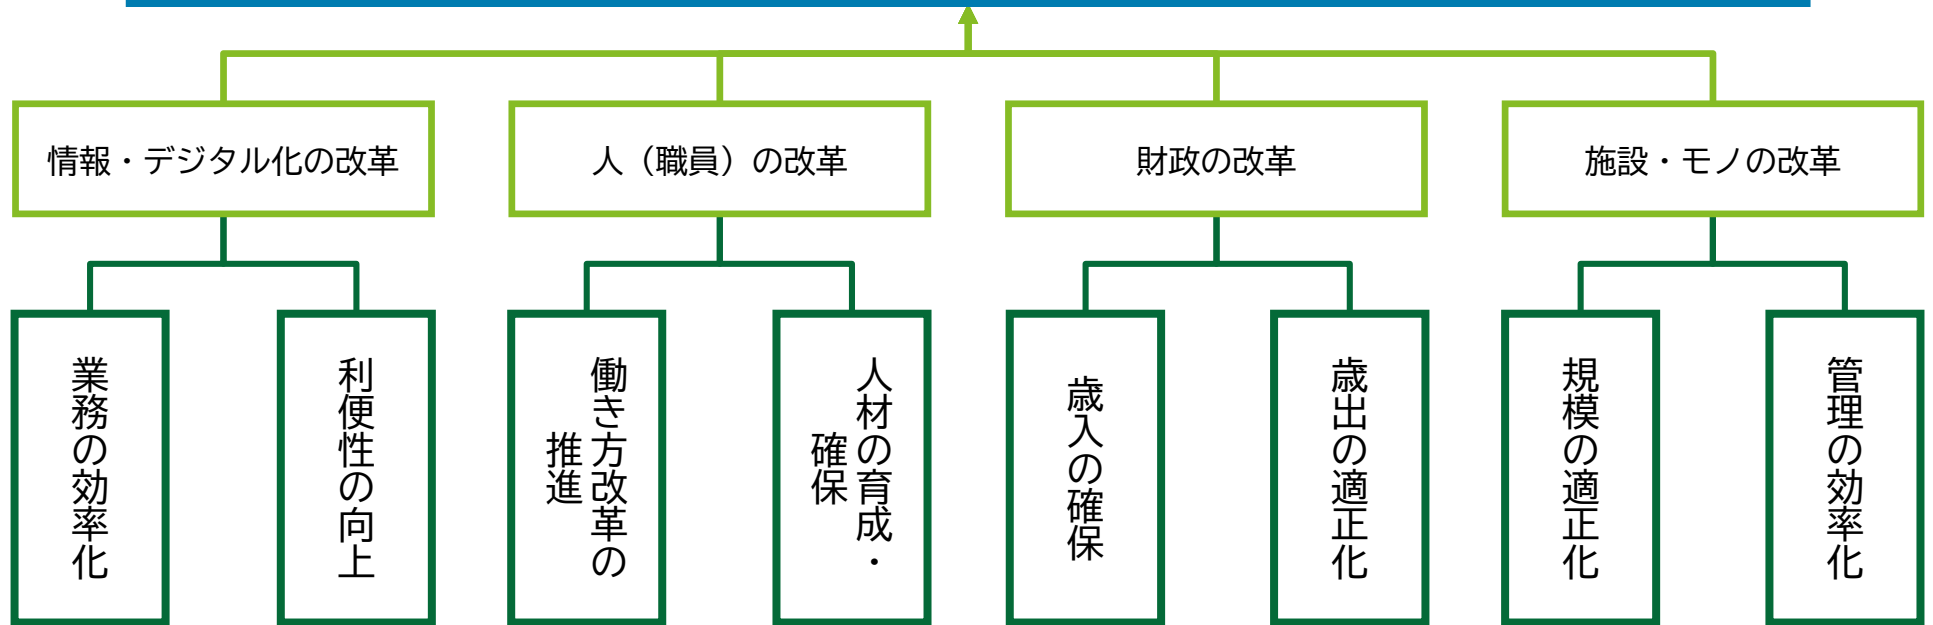 情報・デジタル化の改革
人（職員）の改革
財政の改革
施設・モノの改革
業務の効率化
利便性の向上
働き方改革の
推進
人材の育成・
確保
歳入の確保
歳出の適正化
規模の適正化
管理の効率化